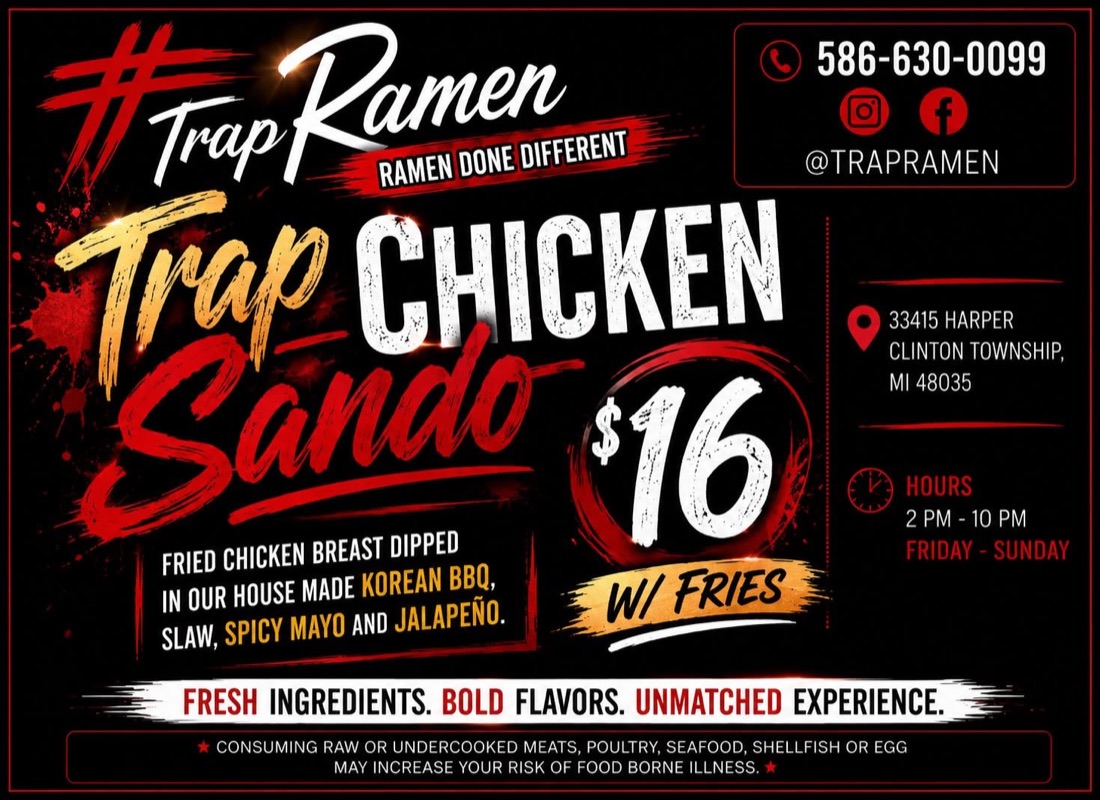 #TrapRamen
RAMEN DONE DIFFERENT
586-630-0099
@TRAPRAMEN
Trap CHICKEN
Sando
$16
W/ FRIES
FRIED CHICKEN BREAST DIPPED
IN OUR HOUSE MADE KOREAN BBQ,
SLAW, SPICY MAYO AND JALAPEÑO.
33415 HARPER
CLINTON TOWNSHIP,
MI 48035
HOURS
2 PM - 10 PM
FRIDAY - SUNDAY
FRESH INGREDIENTS. BOLD FLAVORS. UNMATCHED EXPERIENCE.
★ CONSUMING RAW OR UNDERCOOKED MEATS, POULTRY, SEAFOOD, SHELLFISH OR EGG
MAY INCREASE YOUR RISK OF FOOD BORNE ILLNESS. ★